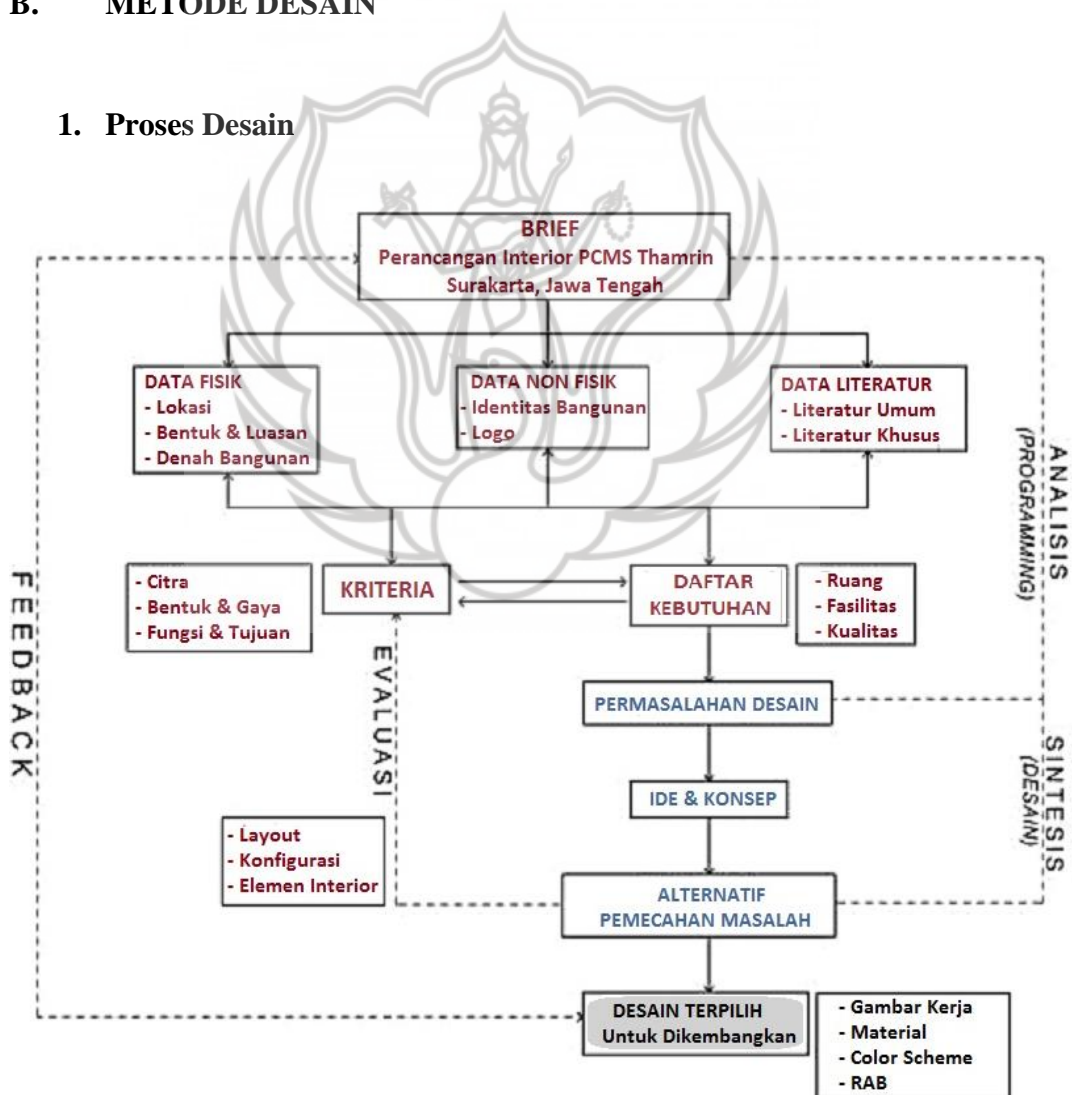 B. METODE DESAIN
1. Proses Desain
BRIEF
Perancangan Interior PCMS Thamrin
Surakarta, Jawa Tengah
DATA FISIK
- Lokasi
- Bentuk & Luasan
- Denah Bangunan
DATA NON FISIK
- Identitas Bangunan
- Logo
DATA LITERATUR
- Literatur Umum
- Literatur Khusus
ANALISIS
(PROGRAMMING)
- Citra
- Bentuk & Gaya
- Fungsi & Tujuan
KRITERIA
DAFTAR
KEBUTUHAN
- Ruang
- Fasilitas
- Kualitas
FEEDBACK
EVALUASI
PERMASALAHAN DESAIN
SINTESIS
(DESAIN)
IDE & KONSEP
- Layout
- Konfigurasi
- Elemen Interior
ALTERNATIF
PEMECAHAN MASALAH
DESAIN TERPILIH
Untuk Dikembangkan
- Gambar Kerja
- Material
- Color Scheme
- RAB